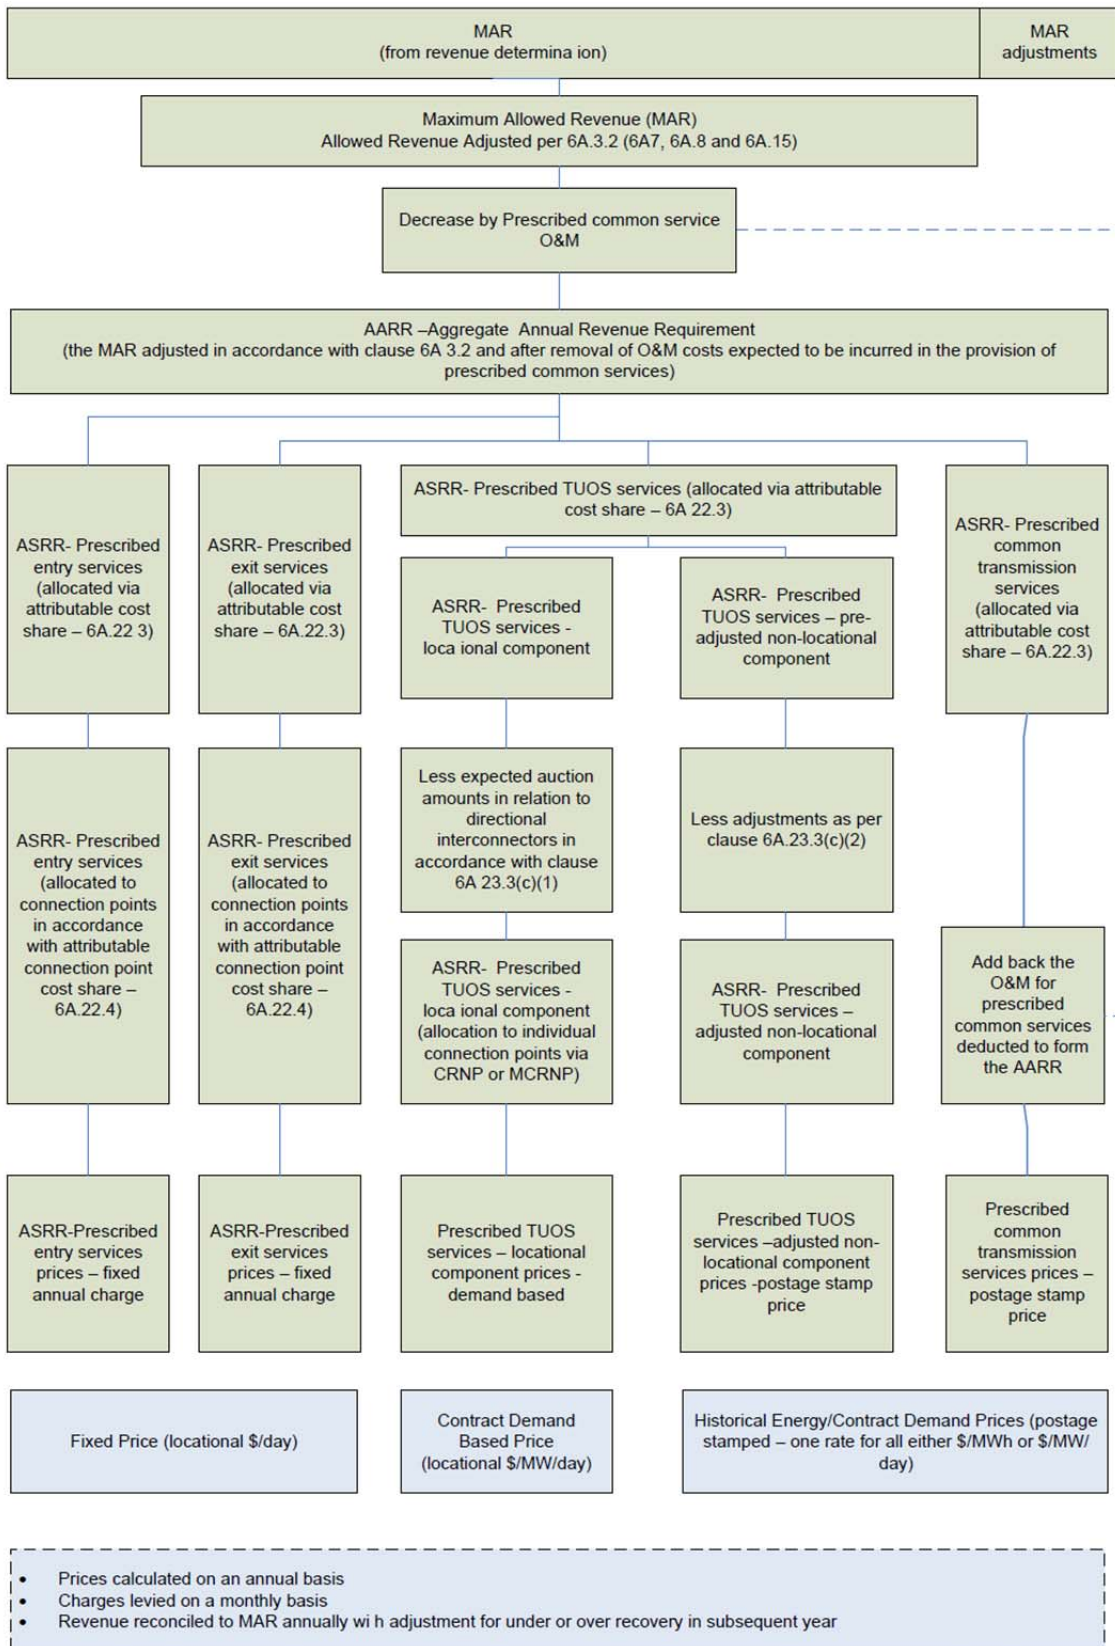 MAR
(from revenue determina ion)
MAR
adjustments
Maximum Allowed Revenue (MAR)
Allowed Revenue Adjusted per 6A.3.2 (6A7, 6A.8 and 6A.15)
Decrease by Prescribed common service
O&M
AARR –Aggregate Annual Revenue Requirement
(the MAR adjusted in accordance with clause 6A 3.2 and after removal of O&M costs expected to be incurred in the provision of
prescribed common services)
ASRR- Prescribed
entry services
(allocated via
attributable cost
share – 6A.22 3)
ASRR- Prescribed
exit services
(allocated via
attributable cost
share – 6A.22.3)
ASRR- Prescribed TUOS services (allocated via attributable
cost share – 6A 22.3)
ASRR- Prescribed
TUOS services -
loca ional component
ASRR- Prescribed
TUOS services – pre-
adjusted non-locational
component
ASRR- Prescribed
common
transmission
services
(allocated via
attributable cost
share – 6A.22.3)
ASRR- Prescribed
entry services
(allocated to
connection points
in accordance
with attributable
connection point
cost share –
6A.22.4)
ASRR- Prescribed
exit services
(allocated to
connection points
in accordance
with attributable
connection point
cost share –
6A.22.4)
Less expected auction
amounts in relation to
directional
interconnectors in
accordance with clause
6A 23.3(c)(1)
Less adjustments as per
clause 6A.23.3(c)(2)
ASRR- Prescribed
TUOS services -
loca ional component
(allocation to individual
connection points via
CRNP or MCRNP)
ASRR- Prescribed
TUOS services –
adjusted non-locational
component
Add back the
O&M for
prescribed
common services
deducted to form
the AARR
ASRR-Prescribed
entry services
prices – fixed
annual charge
ASRR-Prescribed
exit services
prices – fixed
annual charge
Prescribed TUOS
services – locational
component prices -
demand based
Prescribed TUOS
services –adjusted non-
locational component
prices -postage stamp
price
Prescribed
common
transmission
services prices –
postage stamp
price
Fixed Price (locational $/day)
Contract Demand
Based Price
(locational $/MW/day)
Historical Energy/Contract Demand Prices (postage
stamped – one rate for all either $/MWh or $/MW/
day)
• Prices calculated on an annual basis
• Charges levied on a monthly basis
• Revenue reconciled to MAR annually wi h adjustment for under or over recovery in subsequent year